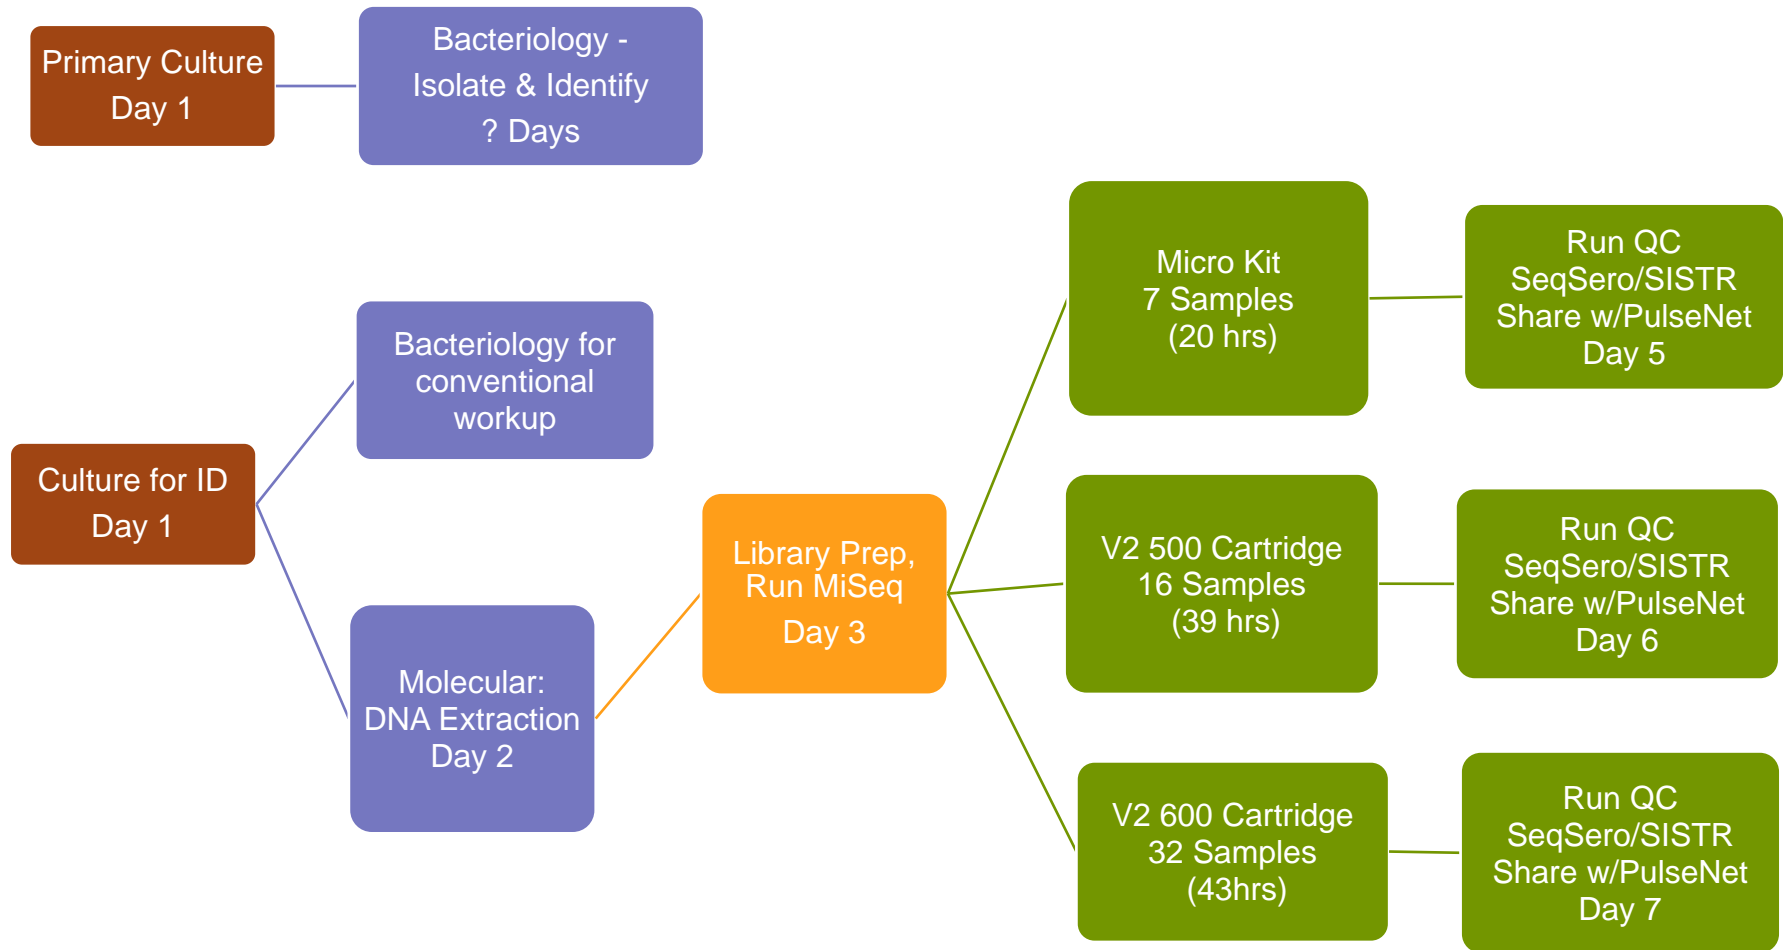 Primary Culture
Day 1
Bacteriology -
Isolate & Identify
? Days
Culture for ID
Day 1
Bacteriology for
conventional
workup
Molecular:
DNA Extraction
Day 2
Library Prep,
Run MiSeq
Day 3
Micro Kit
7 Samples
(20 hrs)
Run QC
SeqSero/SISTR
Share w/PulseNet
Day 5
V2 500 Cartridge
16 Samples
(39 hrs)
Run QC
SeqSero/SISTR
Share w/PulseNet
Day 6
V2 600 Cartridge
32 Samples
(43hrs)
Run QC
SeqSero/SISTR
Share w/PulseNet
Day 7